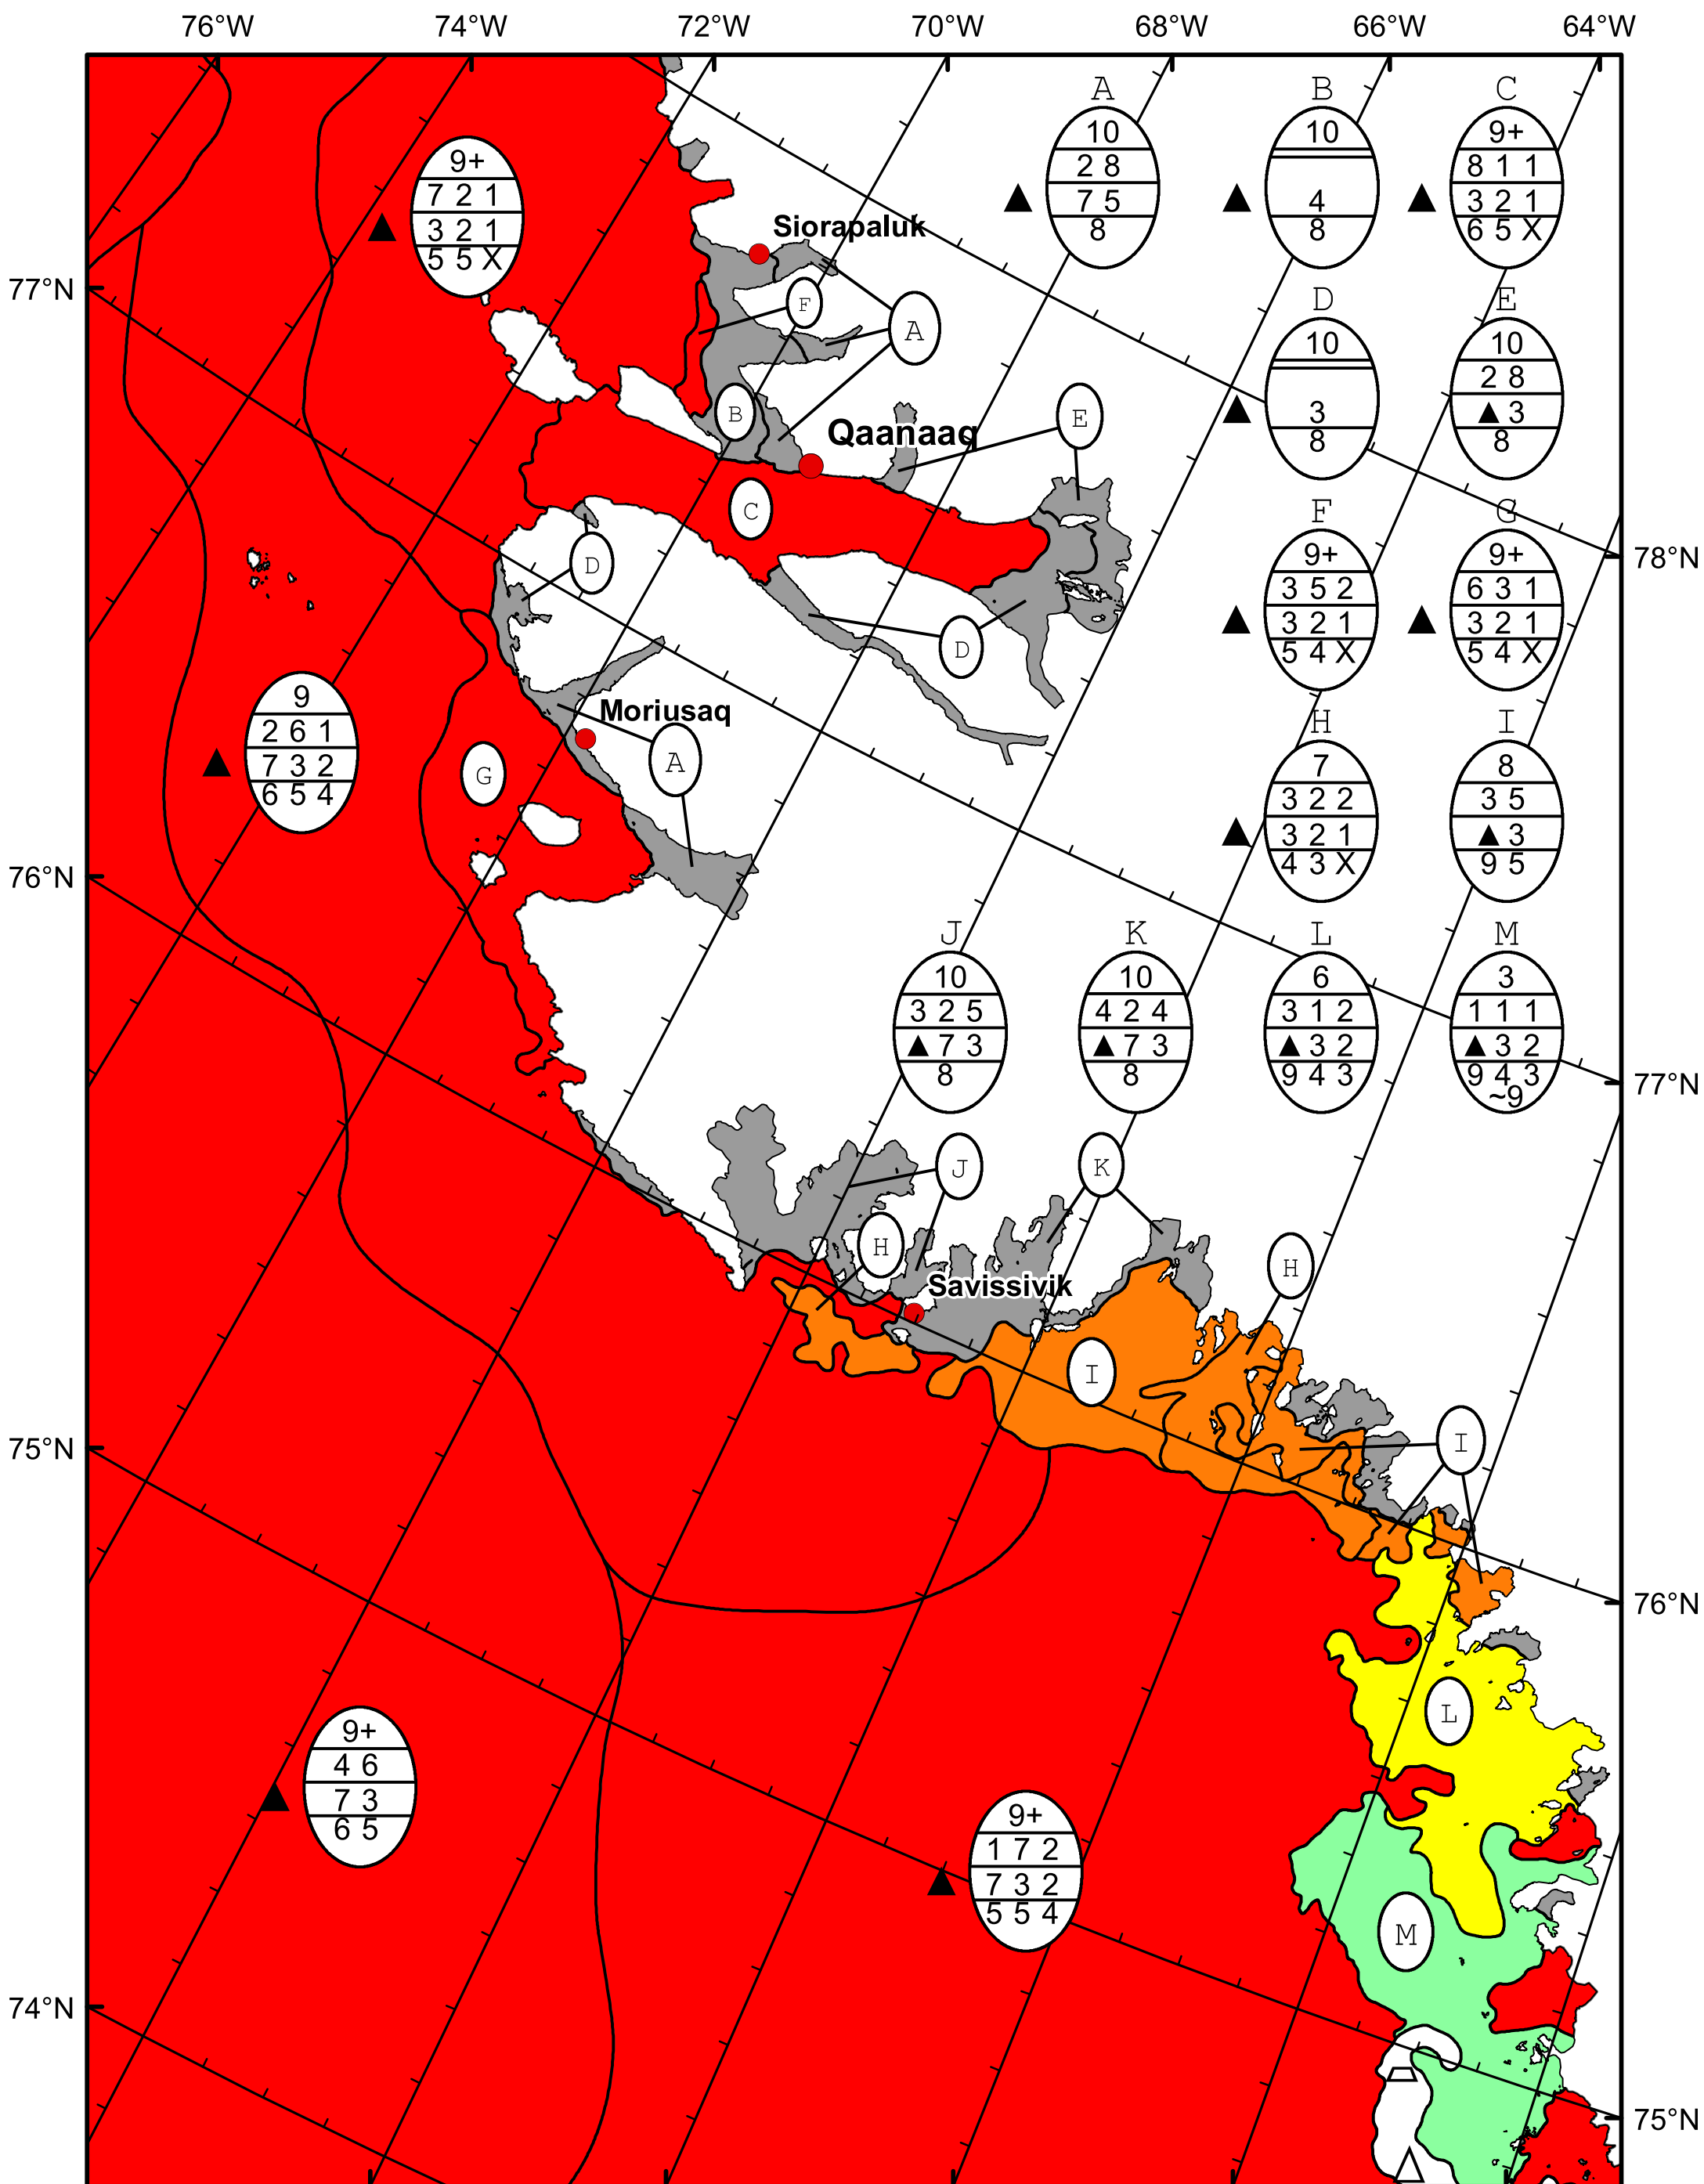 76°W 74°W 72°W 70°W 68°W 66°W 64°W
A B C
10 10 9+
2 8 8 1 1
7 5 4 3 2 1
8 8 6 5 X
9+
7 2 1
3 2 1
5 5 X
Siorapaluk
77°N
F
A
D E
10 10
2 8
3 ▲ 3
8 8
B
E
Qaanaaq
C
D
F G
9+ 9+
3 5 2 6 3 1
3 2 1 3 2 1
5 4 X 5 4 X
78°N
D
9
2 6 1
7 3 2
6 5 4
Moriusaq
G
A
H I
7 8
3 2 2 3 5
3 2 1 ▲ 3
4 3 X 9 5
76°N
J K L M
10 10 6 3
3 2 5 4 2 4 3 1 2 1 1 1
▲ 7 3 ▲ 7 3 ▲ 3 2 ▲ 3 2
8 8 9 4 3 9 4 3
~9
77°N
J
K
H
H
Savissivik
I
I
75°N
76°N
L
9+
4 6
7 3
6 5
9+
1 7 2
7 3 2
5 5 4
M
74°N
75°N